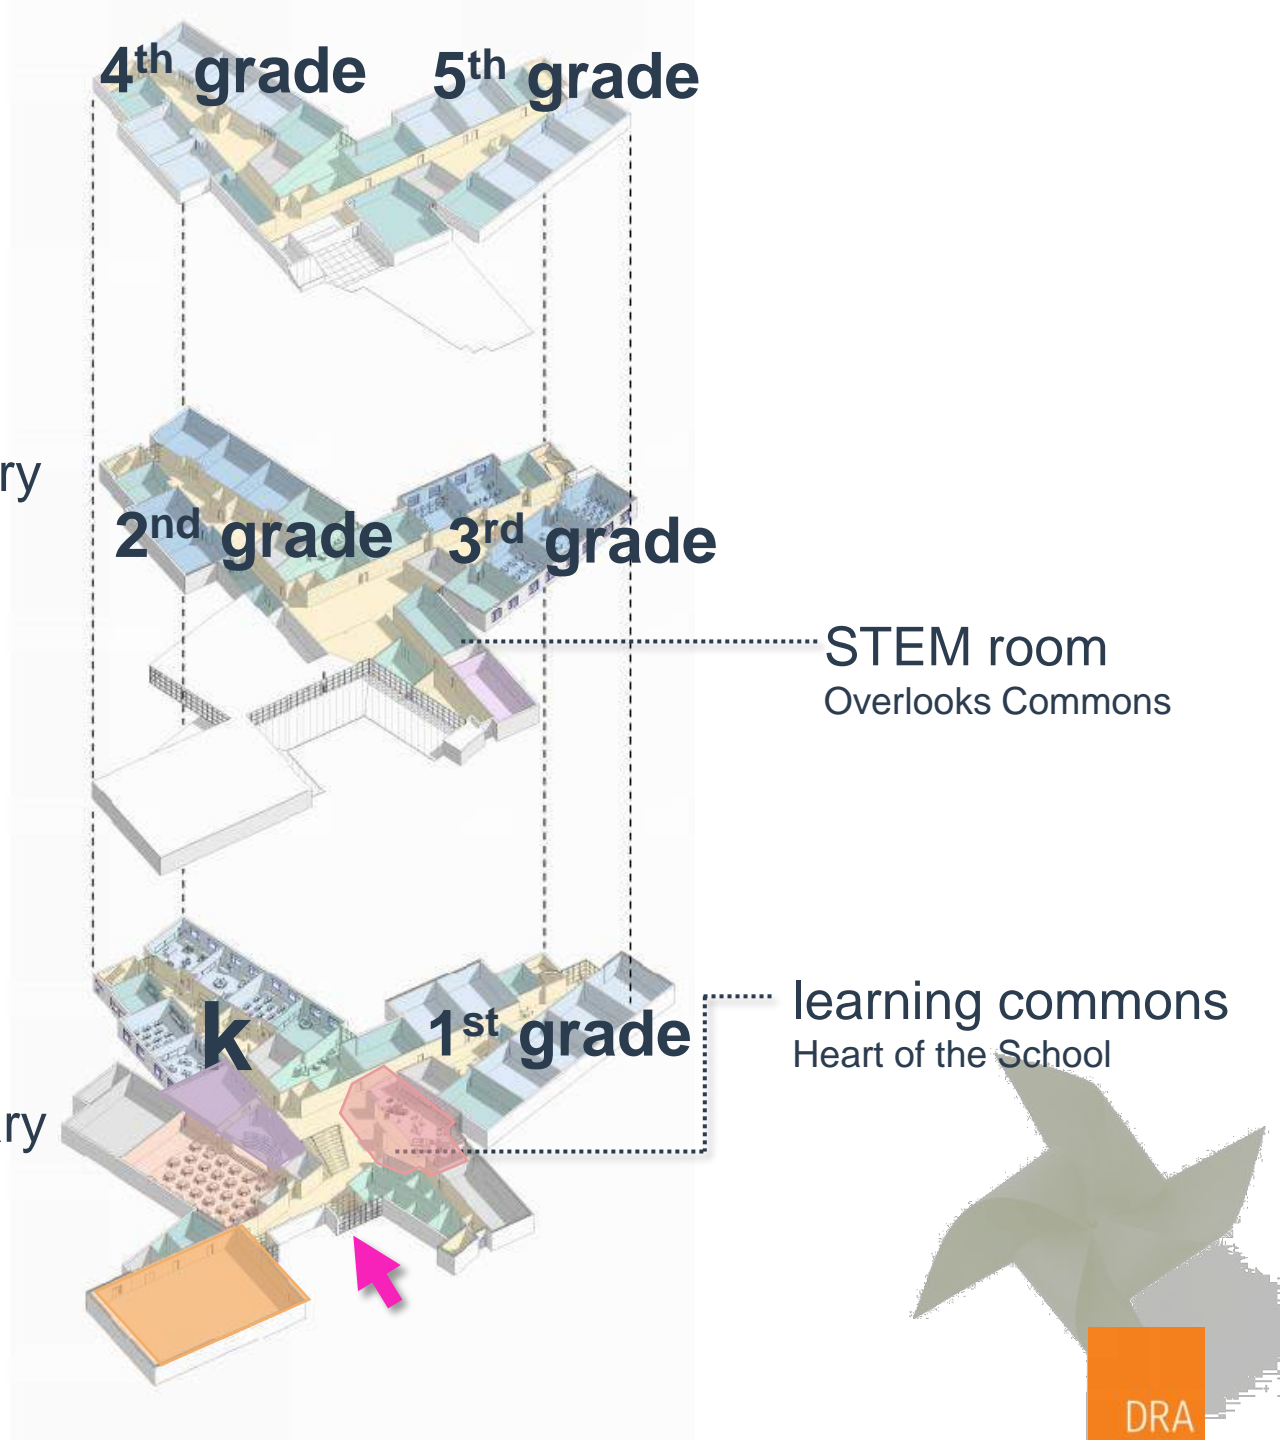 4th grade 5th grade
ry
2nd grade 3rd grade
STEM room
Overlooks Commons
learning commons
Heart of the School
k 1st grade
ry
DRA